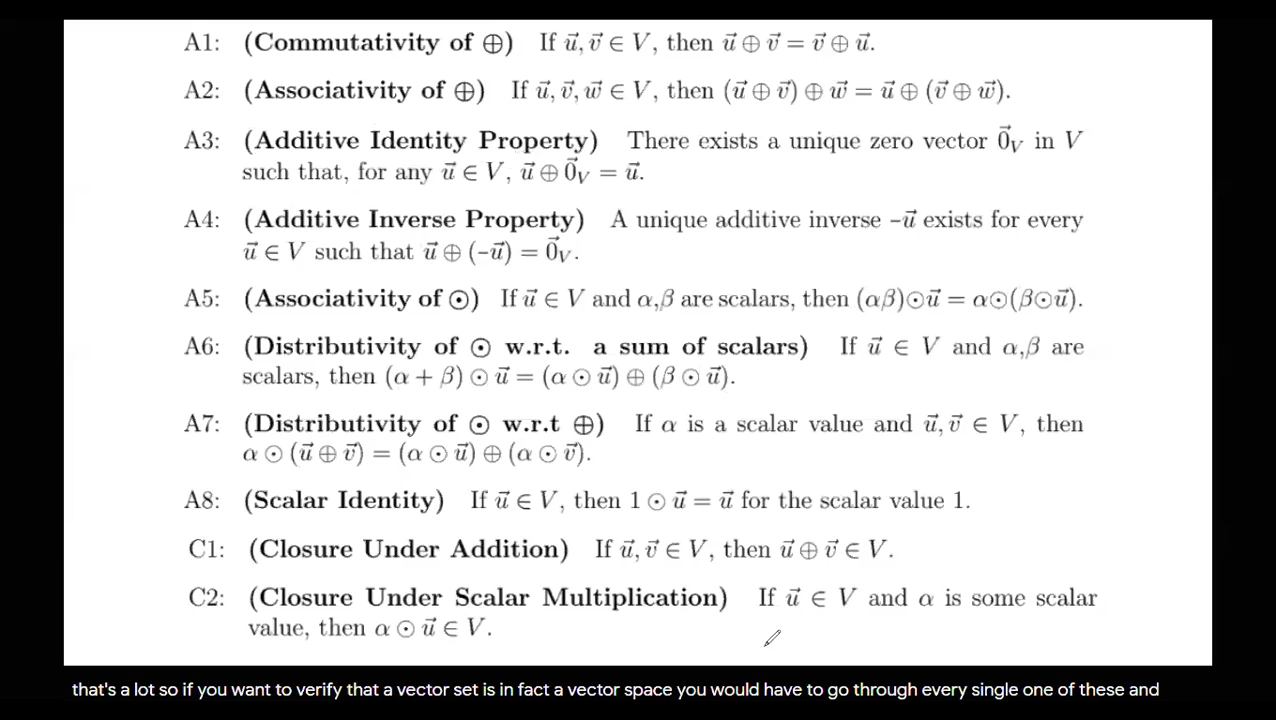 A1: (Commutativity of ⊕) If u⃗, v⃗ ∈ V, then u⃗ ⊕ v⃗ = v⃗ ⊕ u⃗.
A2: (Associativity of ⊕) If u⃗, v⃗, w⃗ ∈ V, then (u⃗ ⊕ v⃗) ⊕ w⃗ = u⃗ ⊕ (v⃗ ⊕ w⃗).
A3: (Additive Identity Property) There exists a unique zero vector 0⃗_V in V
such that, for any u⃗ ∈ V, u⃗ ⊕ 0⃗_V = u⃗.
A4: (Additive Inverse Property) A unique additive inverse −u⃗ exists for every
u⃗ ∈ V such that u⃗ ⊕ (−u⃗) = 0⃗_V.
A5: (Associativity of ⊙) If u⃗ ∈ V and α,β are scalars, then (αβ)⊙u⃗ = α⊙(β⊙u⃗).
A6: (Distributivity of ⊙ w.r.t. a sum of scalars) If u⃗ ∈ V and α,β are
scalars, then (α + β) ⊙ u⃗ = (α ⊙ u⃗) ⊕ (β ⊙ u⃗).
A7: (Distributivity of ⊙ w.r.t ⊕) If α is a scalar value and u⃗, v⃗ ∈ V, then
α ⊙ (u⃗ ⊕ v⃗) = (α ⊙ u⃗) ⊕ (α ⊙ v⃗).
A8: (Scalar Identity) If u⃗ ∈ V, then 1 ⊙ u⃗ = u⃗ for the scalar value 1.
C1: (Closure Under Addition) If u⃗, v⃗ ∈ V, then u⃗ ⊕ v⃗ ∈ V.
C2: (Closure Under Scalar Multiplication) If u⃗ ∈ V and α is some scalar
value, then α ⊙ u⃗ ∈ V.
that's a lot so if you want to verify that a vector set is in fact a vector space you would have to go through every single one of these and